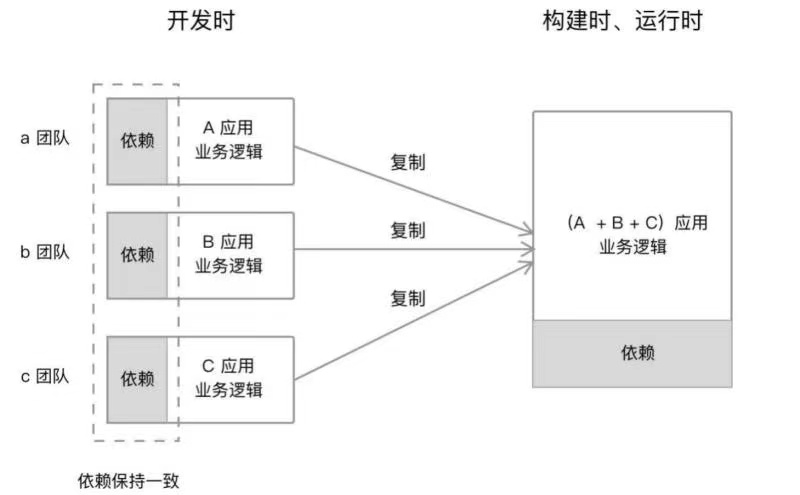 开发时
构建时、运行时
a 团队
依赖
A 应用
业务逻辑
复制
b 团队
依赖
B 应用
业务逻辑
复制
(A + B + C）应用
业务逻辑
复制
c 团队
依赖
C 应用
业务逻辑
依赖
依赖保持一致